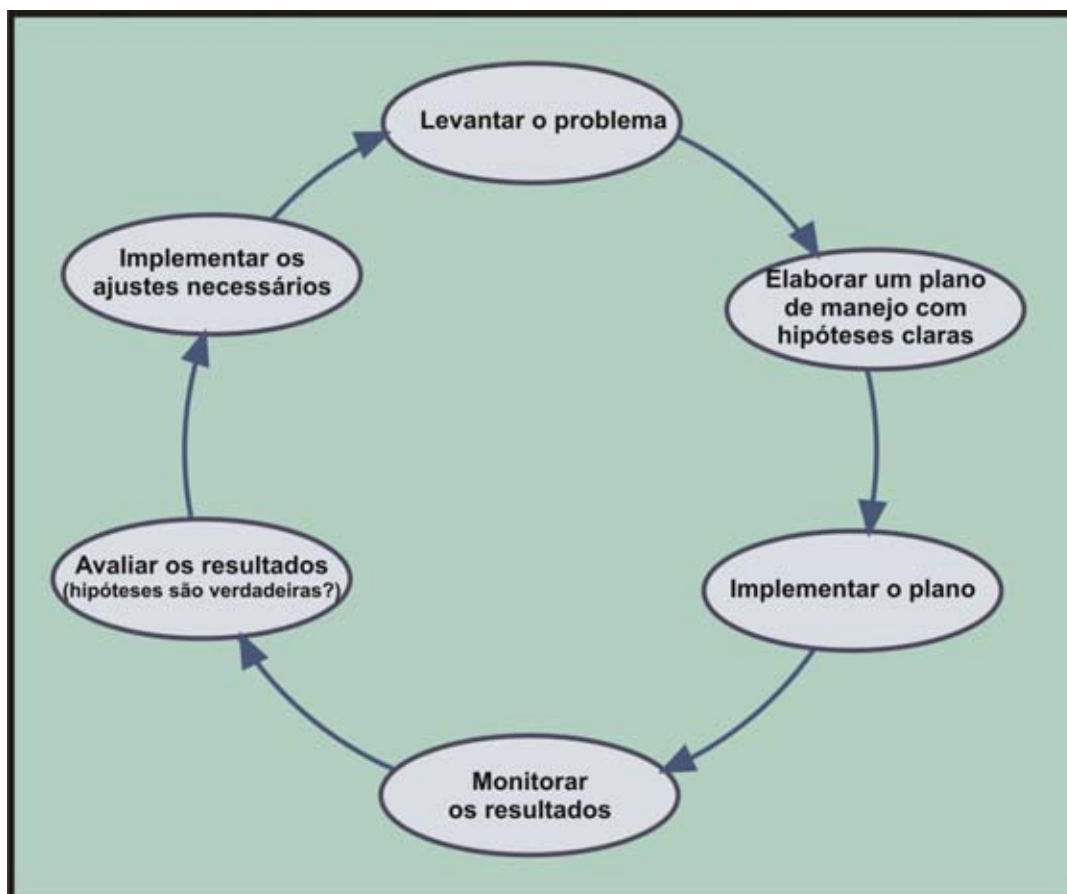 Levantar o problema
Elaborar um plano
de manejo com
hipóteses claras
Implementar o plano
Monitorar
os resultados
Avaliar os resultados
(hipóteses são verdadeiras?)
Implementar os
ajustes necessários